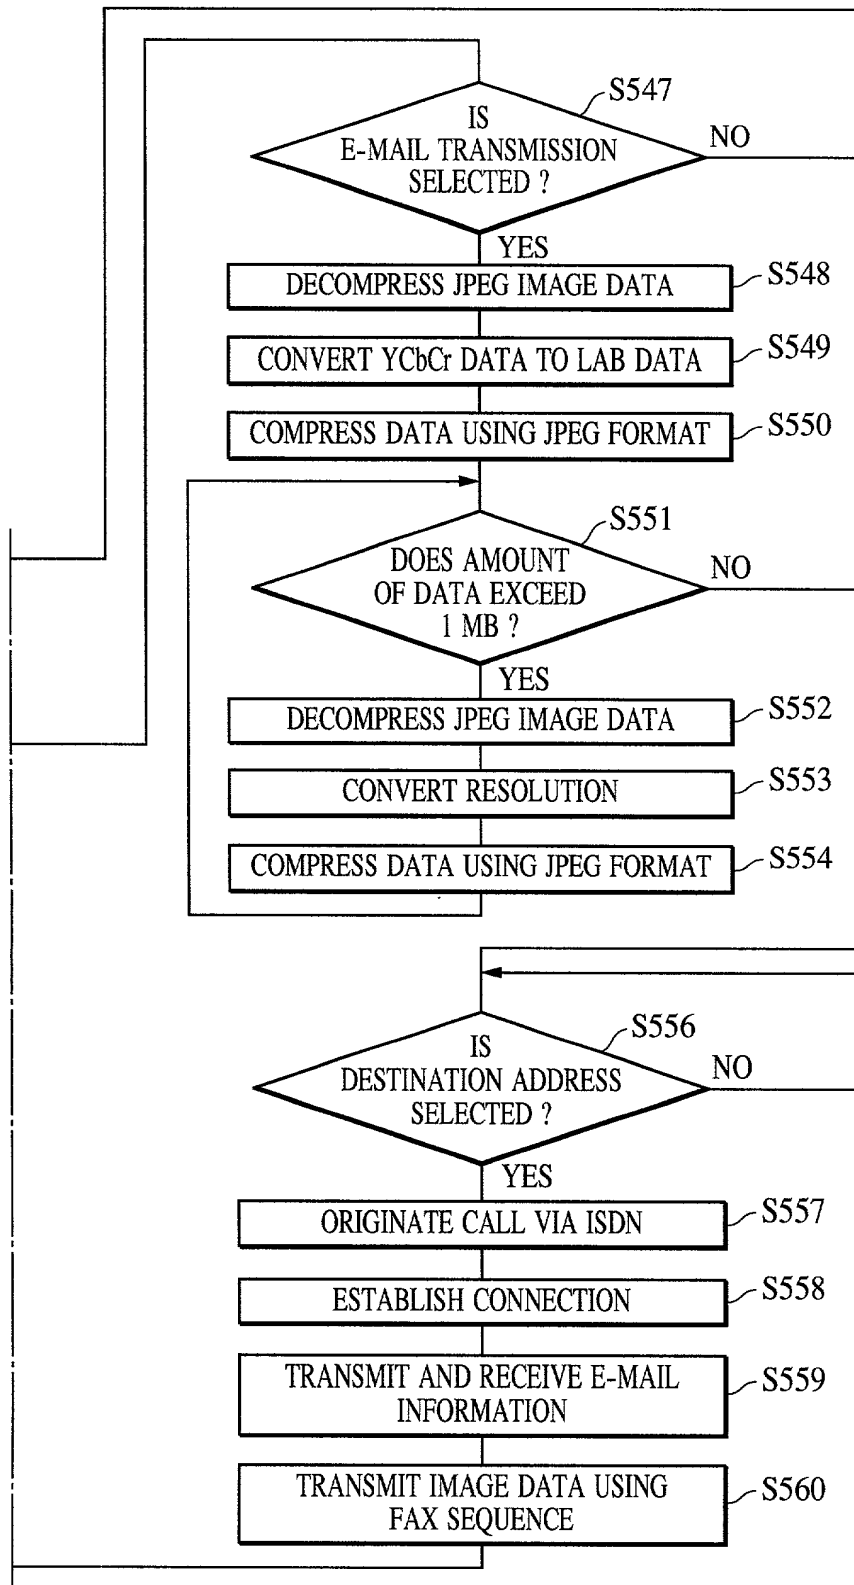 S547
IS
E-MAIL TRANSMISSION
SELECTED ?
NO
YES
DECOMPRESS JPEG IMAGE DATA
S548
CONVERT YCbCr DATA TO LAB DATA
S549
COMPRESS DATA USING JPEG FORMAT
S550
S551
DOES AMOUNT
OF DATA EXCEED
1 MB ?
NO
YES
DECOMPRESS JPEG IMAGE DATA
S552
CONVERT RESOLUTION
S553
COMPRESS DATA USING JPEG FORMAT
S554
S556
IS
DESTINATION ADDRESS
SELECTED ?
NO
YES
ORIGINATE CALL VIA ISDN
S557
ESTABLISH CONNECTION
S558
TRANSMIT AND RECEIVE E-MAIL
INFORMATION
S559
TRANSMIT IMAGE DATA USING
FAX SEQUENCE
S560